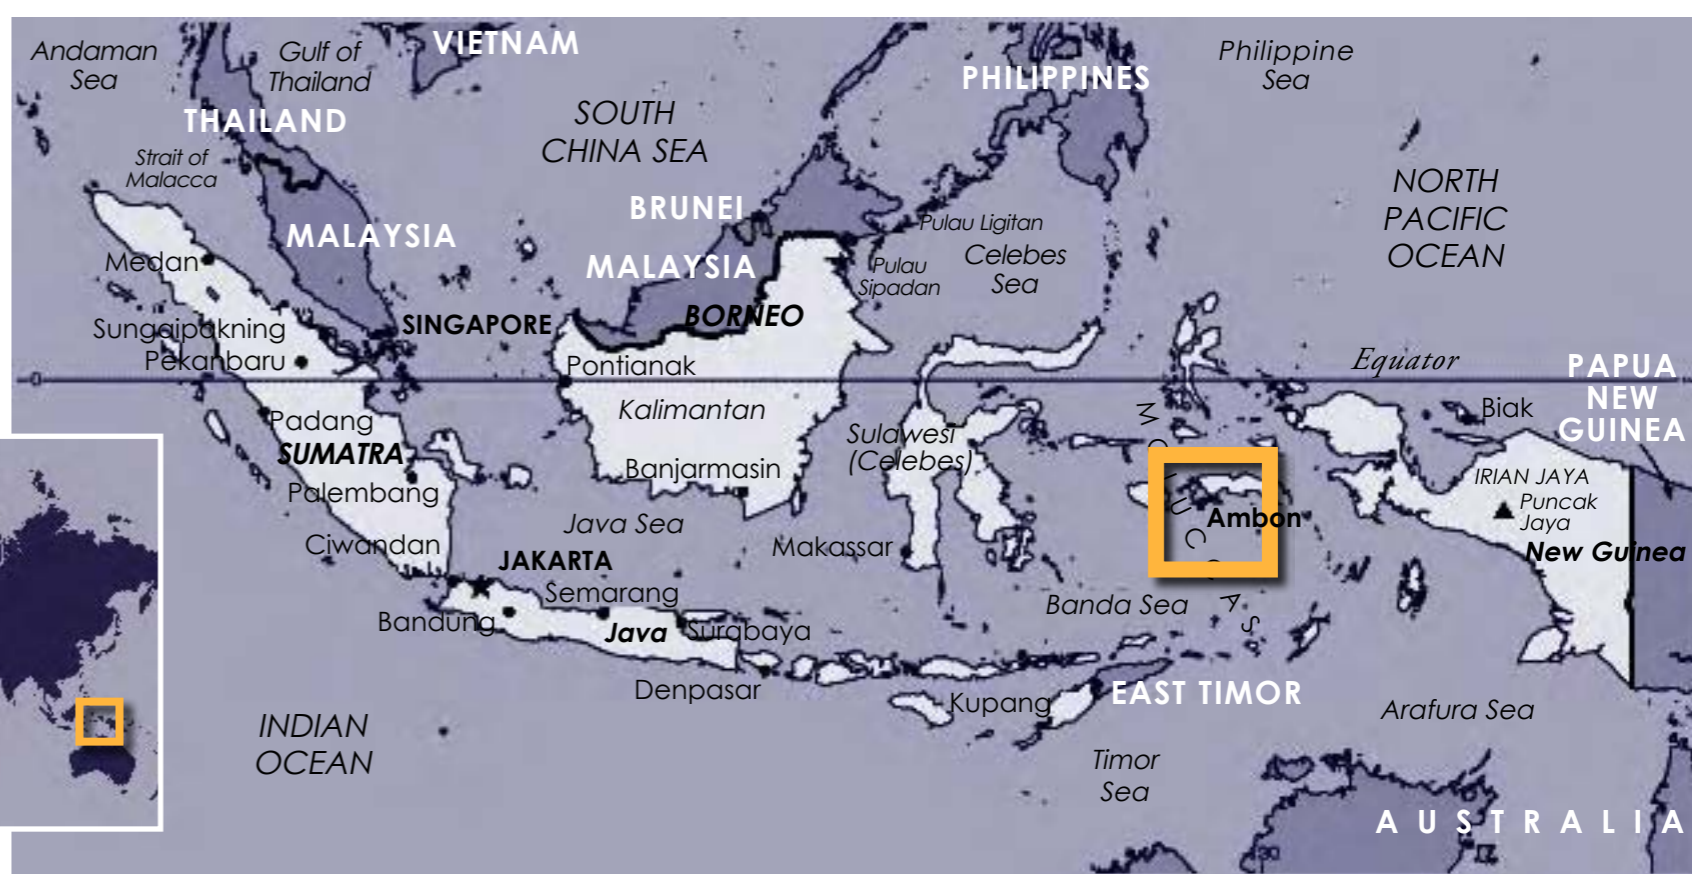 Andaman
Sea
Gulf of
Thailand
VIETNAM
SOUTH
CHINA SEA
PHILIPPINES
Philippine
Sea
THAILAND
Strait of
Malacca
NORTH
PACIFIC
OCEAN
BRUNEI
MALAYSIA
MALAYSIA
Pulau Ligitan
Celebes
Sea
Pulau
Sipadan
Medan
BORNEO
SINGAPORE
Sungaipakning
Pekanbaru
Pontianak
Equator
PAPUA
NEW
GUINEA
0
Kalimantan
Biak
Padang
SUMATRA
Sulawesi
(Celebes)
MOLUCCAS
Banjarmasin
IRIAN JAYA
Puncak
Jaya
Palembang
Java Sea
Ambon
Ciwandan
Makassar
New Guinea
JAKARTA
Semarang
Banda Sea
Bandung
Java
Surabaya
Denpasar
Kupang
EAST TIMOR
Arafura Sea
INDIAN
OCEAN
Timor
Sea
AUSTRALIA
130